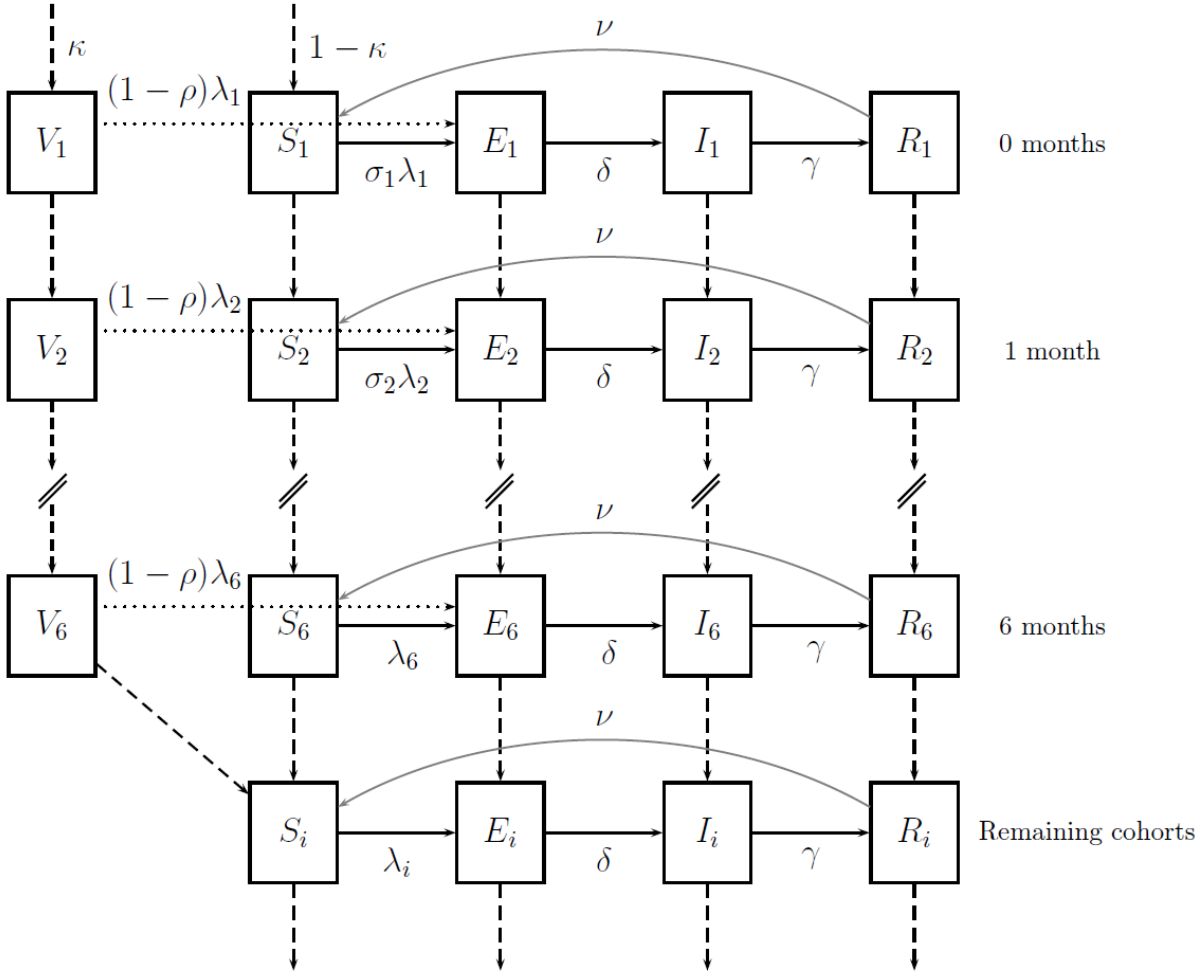 κ 1 − κ ν
(1 − ρ)λ₁
V₁ S₁ E₁ I₁ R₁ 0 months
σ₁λ₁ δ γ
ν
(1 − ρ)λ₂
V₂ S₂ E₂ I₂ R₂ 1 month
σ₂λ₂ δ γ
ν
(1 − ρ)λ₆
V₆ S₆ E₆ I₆ R₆ 6 months
λ₆ δ γ
ν
Sᵢ Eᵢ Iᵢ Rᵢ Remaining cohorts
λᵢ δ γ